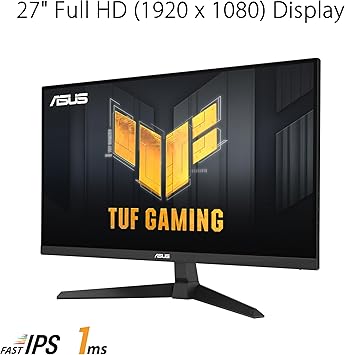 27" Full HD (1920 x 1080) Display
ASUS
TUF GAMING
ASUS
FAST IPS 1ms